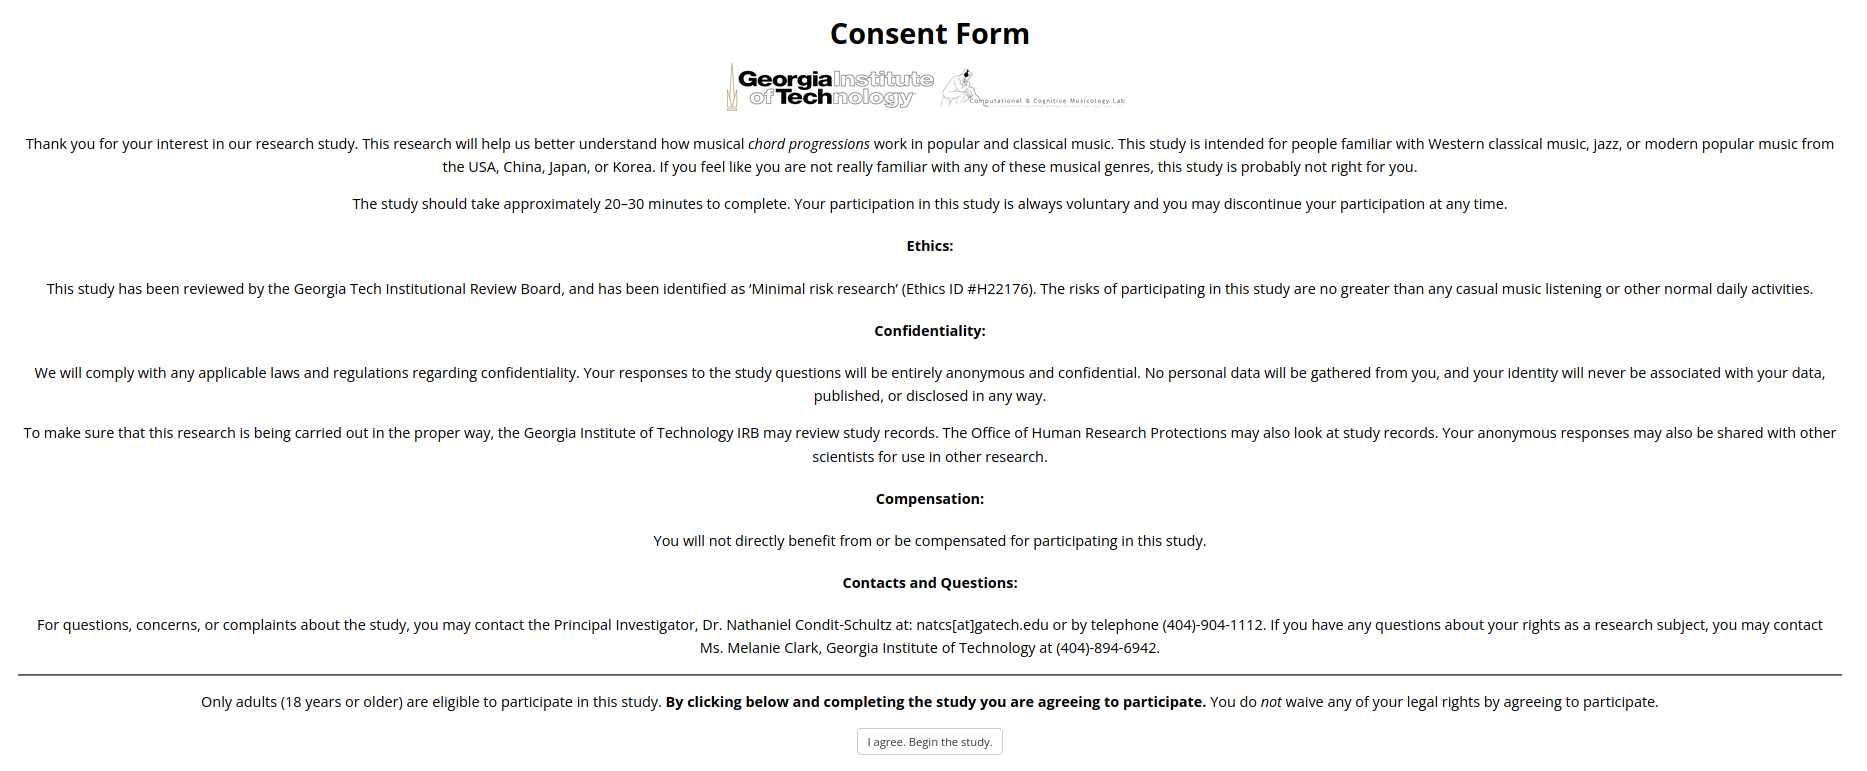 Consent Form
Georgia Institute
of Technology
Computational & Cognitive Musicology Lab
Thank you for your interest in our research study. This research will help us better understand how musical chord progressions work in popular and classical music. This study is intended for people familiar with Western classical music, jazz, or modern popular music from
the USA, China, Japan, or Korea. If you feel like you are not really familiar with any of these musical genres, this study is probably not right for you.
The study should take approximately 20–30 minutes to complete. Your participation in this study is always voluntary and you may discontinue your participation at any time.
Ethics:
This study has been reviewed by the Georgia Tech Institutional Review Board, and has been identified as ‘Minimal risk research’ (Ethics ID #H22176). The risks of participating in this study are no greater than any casual music listening or other normal daily activities.
Confidentiality:
We will comply with any applicable laws and regulations regarding confidentiality. Your responses to the study questions will be entirely anonymous and confidential. No personal data will be gathered from you, and your identity will never be associated with your data,
published, or disclosed in any way.
To make sure that this research is being carried out in the proper way, the Georgia Institute of Technology IRB may review study records. The Office of Human Research Protections may also look at study records. Your anonymous responses may also be shared with other
scientists for use in other research.
Compensation:
You will not directly benefit from or be compensated for participating in this study.
Contacts and Questions:
For questions, concerns, or complaints about the study, you may contact the Principal Investigator, Dr. Nathaniel Condit-Schultz at: natcs[at]gatech.edu or by telephone (404)-904-1112. If you have any questions about your rights as a research subject, you may contact
Ms. Melanie Clark, Georgia Institute of Technology at (404)-894-6942.
Only adults (18 years or older) are eligible to participate in this study. By clicking below and completing the study you are agreeing to participate. You do not waive any of your legal rights by agreeing to participate.
I agree. Begin the study.